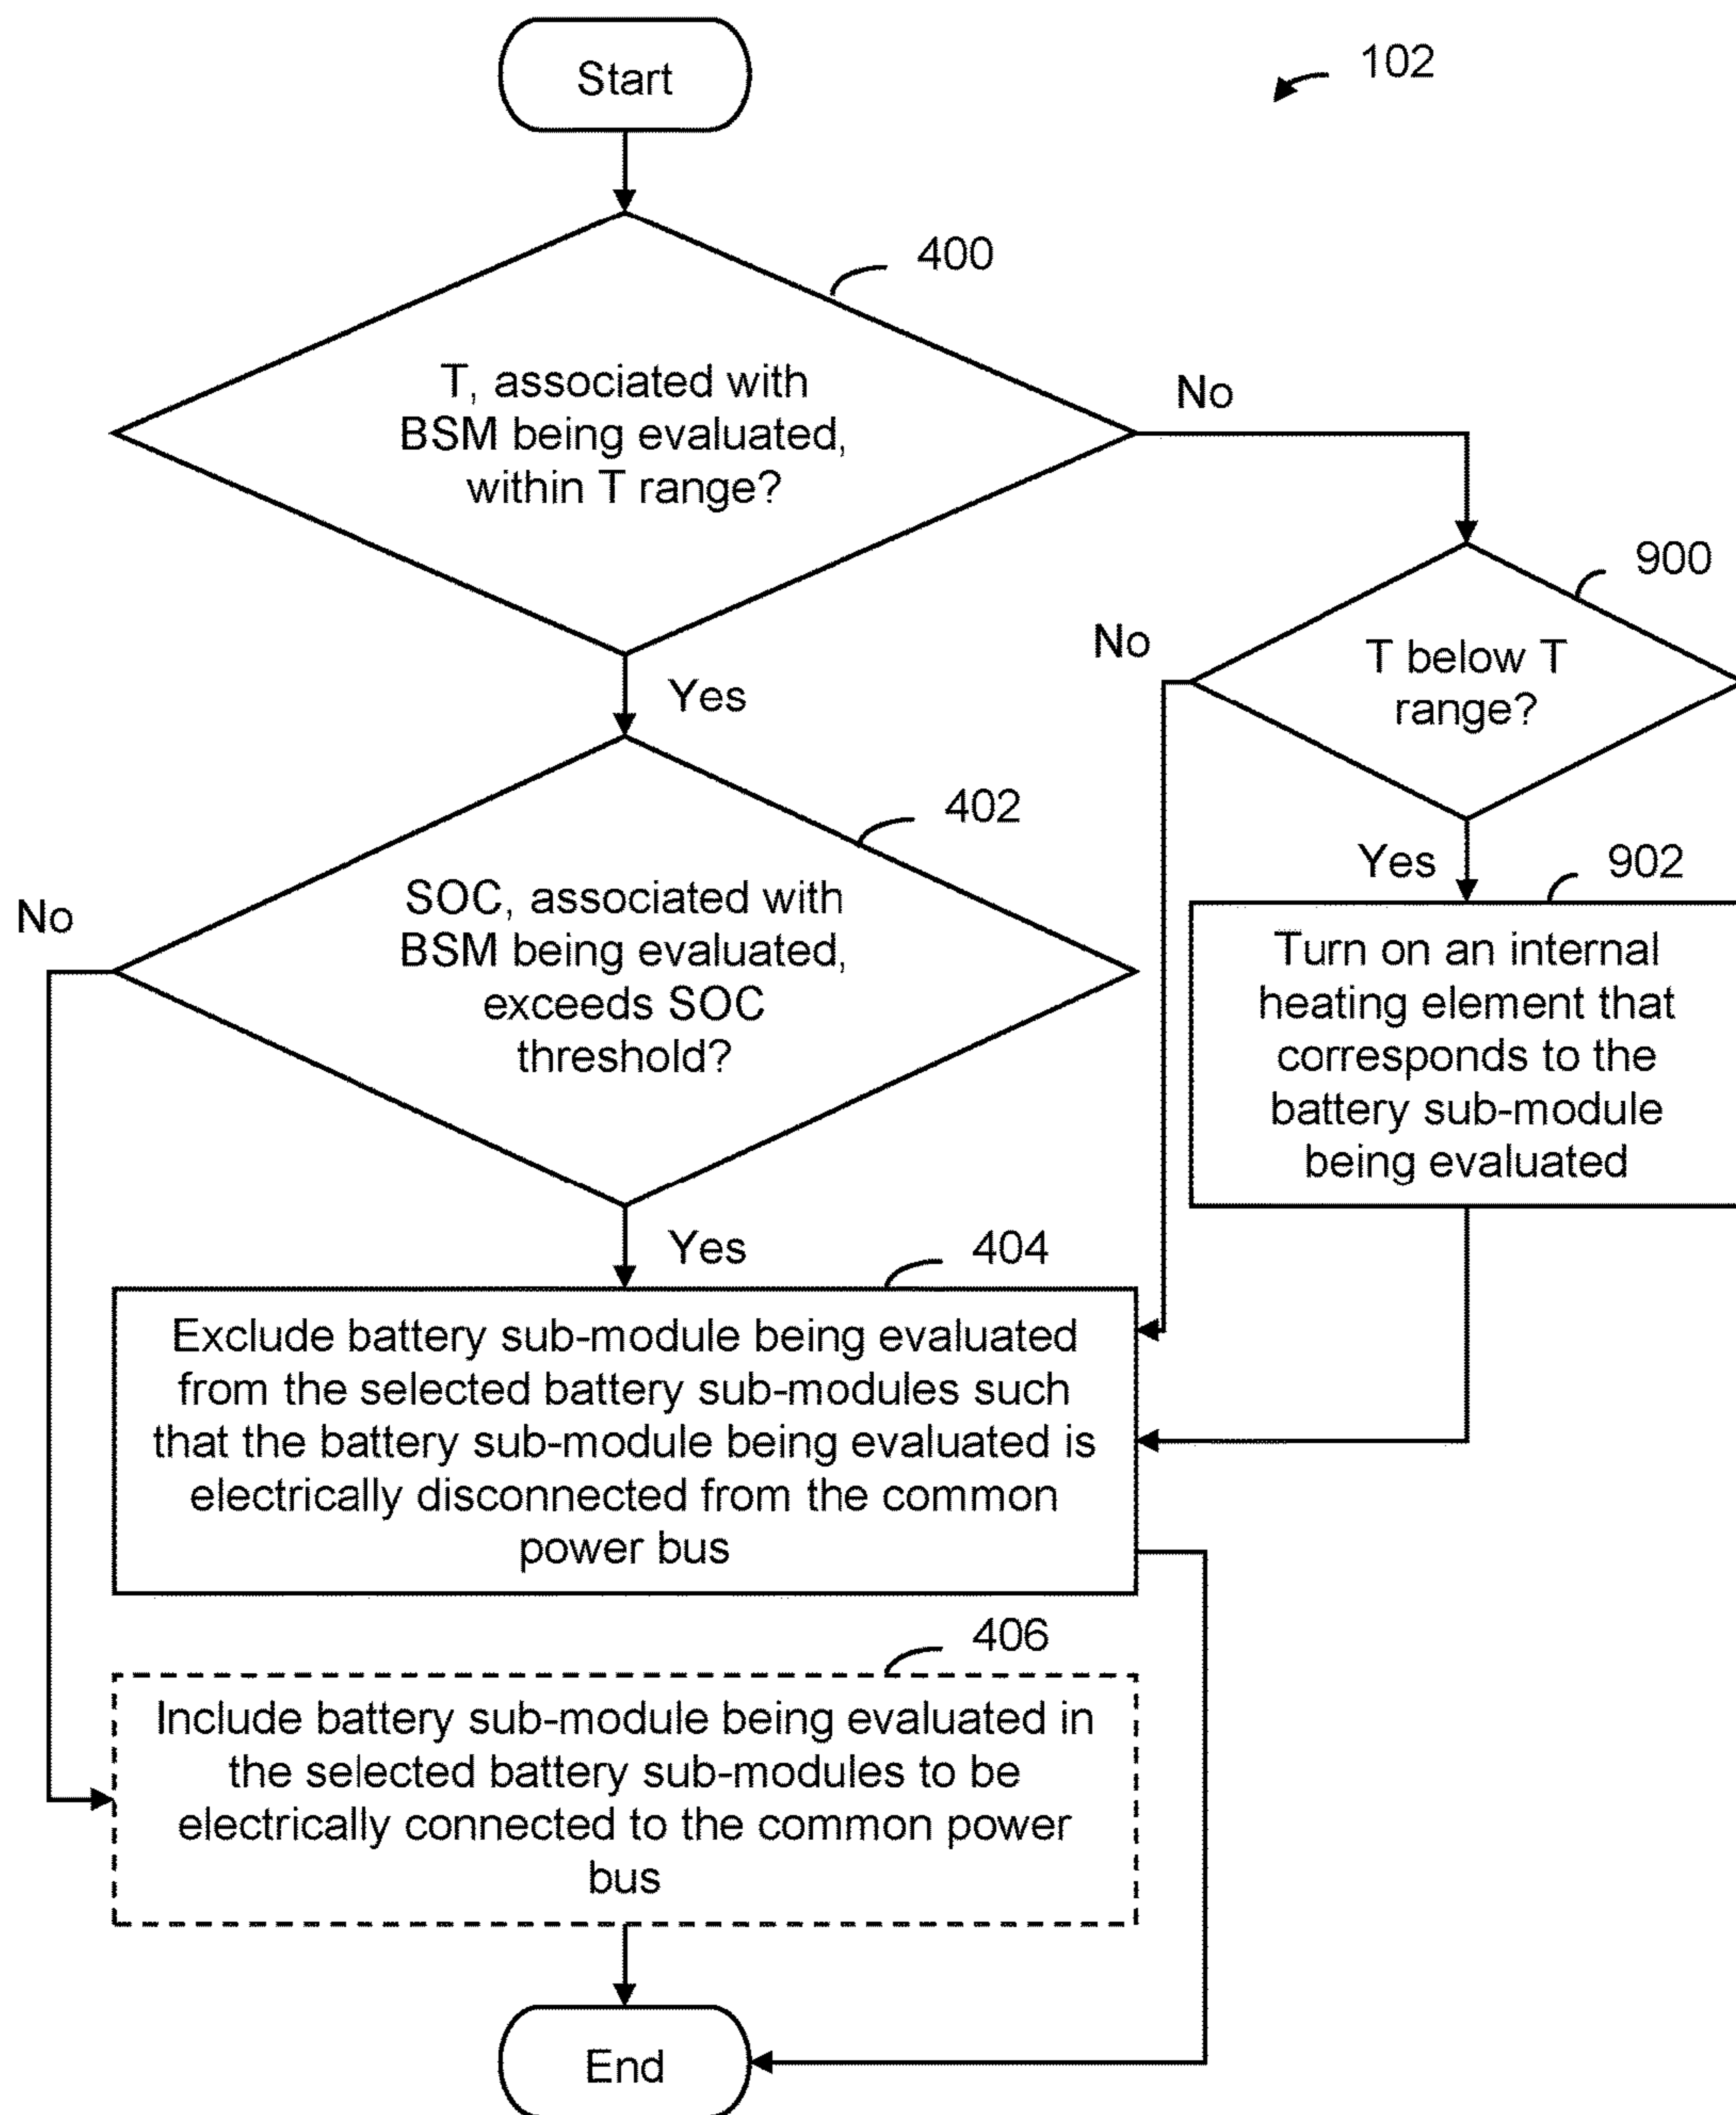 Start
102
400
T, associated with
BSM being evaluated,
within T range?
No
Yes
900
T below T
range?
No
Yes
402
SOC, associated with
BSM being evaluated,
exceeds SOC
threshold?
No
Yes
902
Turn on an internal
heating element that
corresponds to the
battery sub-module
being evaluated
404
Exclude battery sub-module being evaluated
from the selected battery sub-modules such
that the battery sub-module being evaluated is
electrically disconnected from the common
power bus
406
Include battery sub-module being evaluated in
the selected battery sub-modules to be
electrically connected to the common power
bus
End